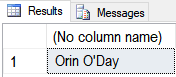 Results Messages
(No column name)
1 Orin O'Day